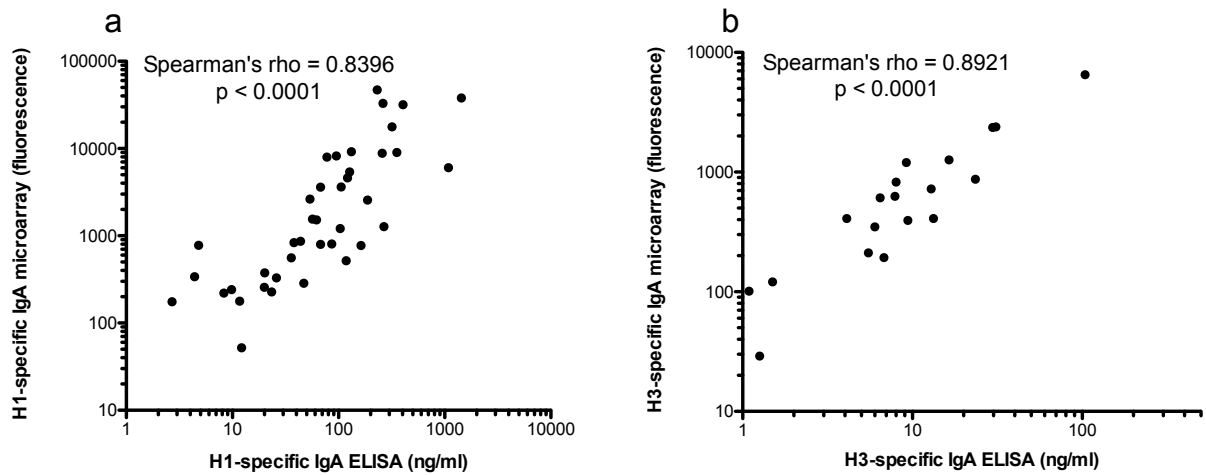 a
Spearman's rho = 0.8396
p < 0.0001
H1-specific IgA microarray (fluorescence)
100000
10000
1000
100
10
1
10
100
1000
10000
H1-specific IgA ELISA (ng/ml)
b
Spearman's rho = 0.8921
p < 0.0001
H3-specific IgA microarray (fluorescence)
10000
1000
100
10
1
10
100
H3-specific IgA ELISA (ng/ml)